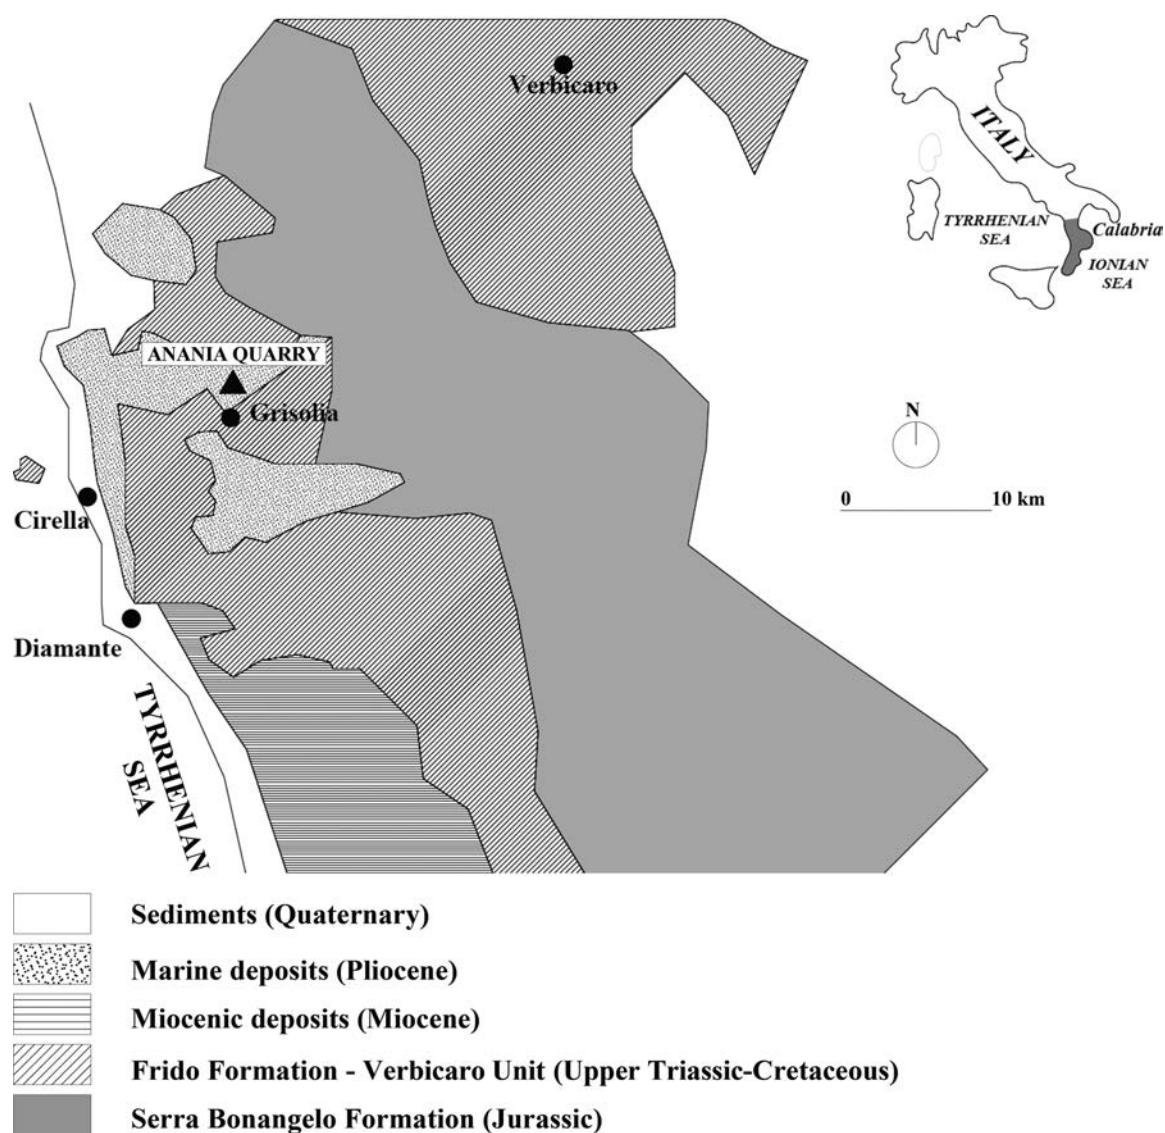 Verbicaro
ITALY
TYRRHENIAN
SEA
Calabria
IONIAN
SEA
ANANIA QUARRY
Grisolia
N
0 10 km
Cirella
Diamante
TYRRHENIAN
SEA
Sediments (Quaternary)
Marine deposits (Pliocene)
Miocenic deposits (Miocene)
Frido Formation - Verbicaro Unit (Upper Triassic-Cretaceous)
Serra Bonangelo Formation (Jurassic)